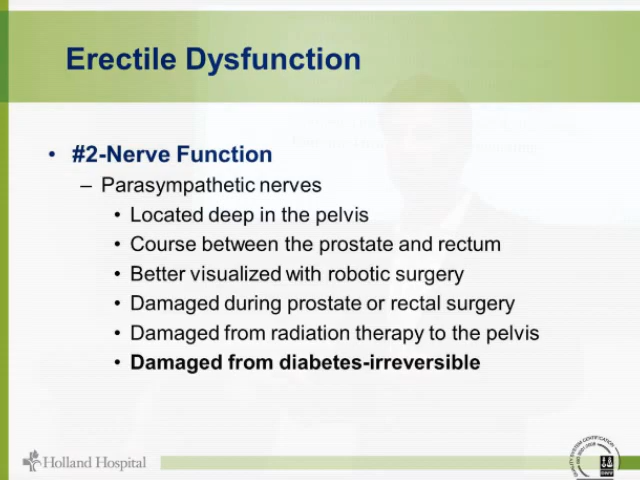 Erectile Dysfunction
• #2-Nerve Function
– Parasympathetic nerves
• Located deep in the pelvis
• Course between the prostate and rectum
• Better visualized with robotic surgery
• Damaged during prostate or rectal surgery
• Damaged from radiation therapy to the pelvis
• Damaged from diabetes-irreversible
Holland Hospital